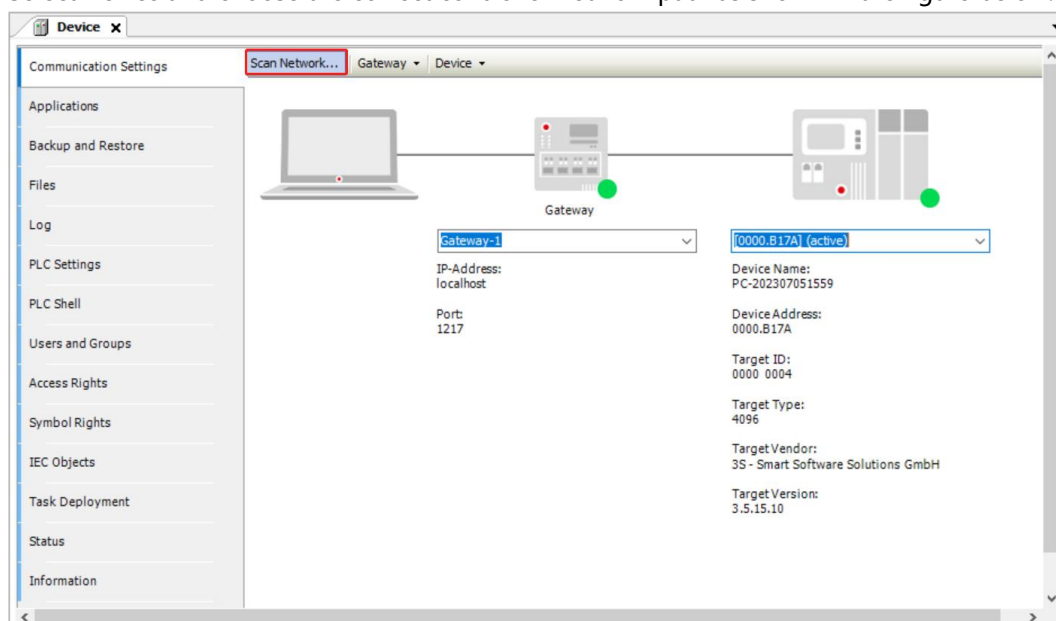 Device
Communication Settings
Scan Network... Gateway Device
Applications
Backup and Restore
Files
Log
PLC Settings
PLC Shell
Users and Groups
Access Rights
Symbol Rights
IEC Objects
Task Deployment
Status
Information
Gateway
Gateway-1
IP-Address:
localhost
Port:
1217
[0000.B17A] (active)
Device Name:
PC-202307051559
Device Address:
0000.B17A
Target ID:
0000 0004
Target Type:
4096
Target Vendor:
3S - Smart Software Solutions GmbH
Target Version:
3.5.15.10